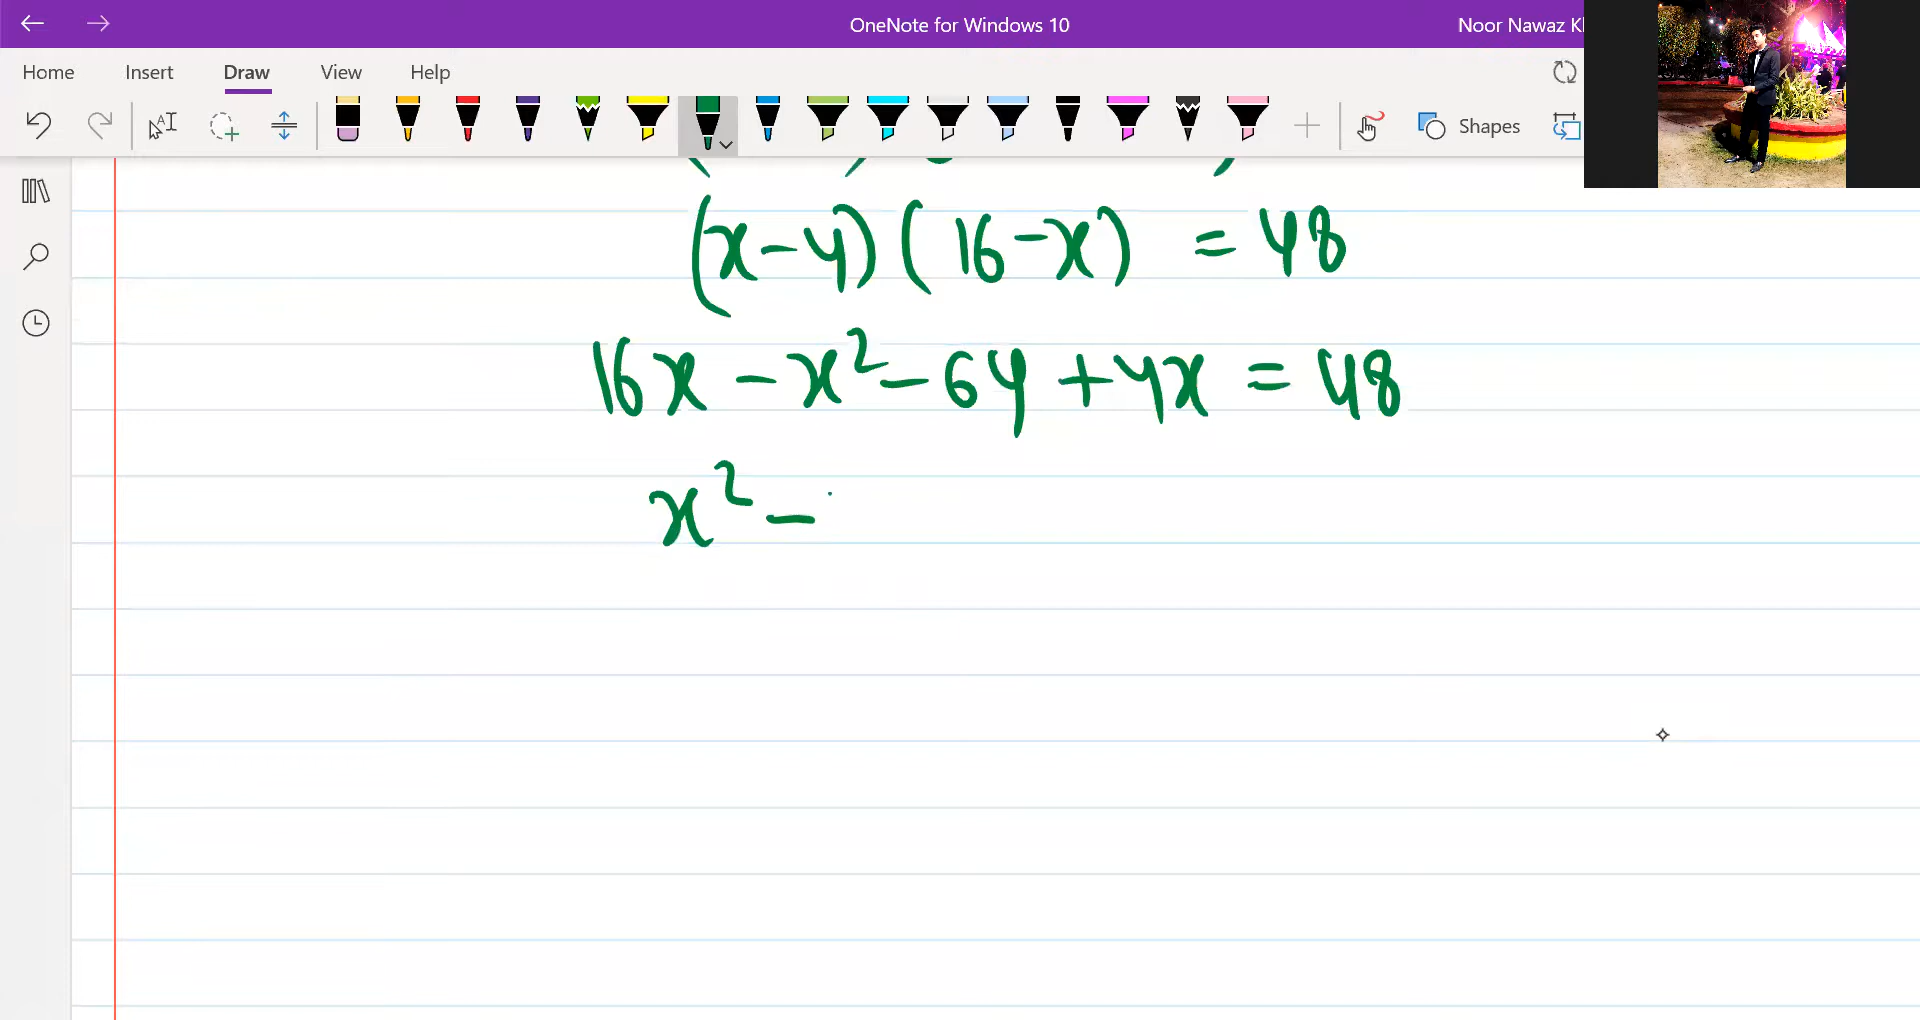 OneNote for Windows 10
Noor Nawaz
Home Insert Draw View Help
Shapes
(x-4)(16-x) = 48
16x - x² - 64 + 4x = 48
x² -